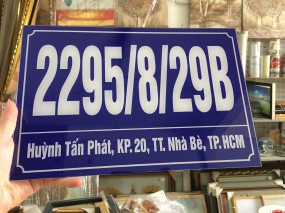 2295/8/29B
Huỳnh Tấn Phát, KP. 20, TT. Nhà Bè, TP. HCM